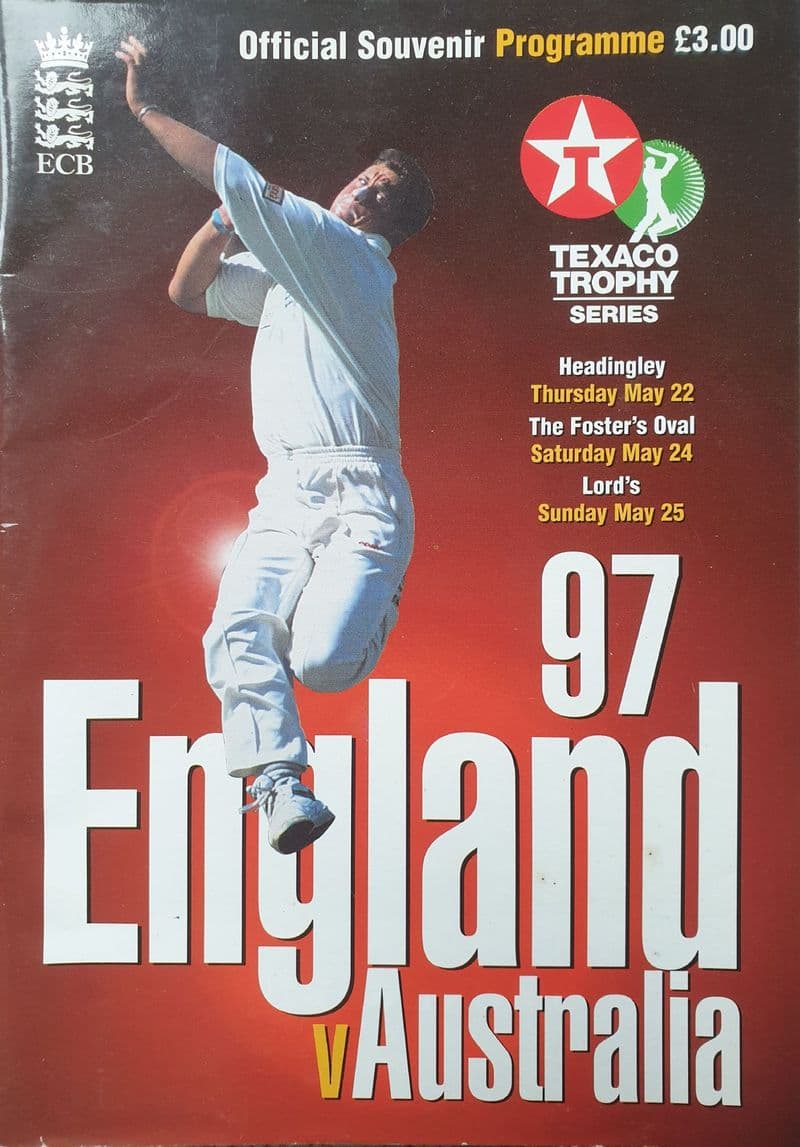 Official Souvenir Programme £3.00
ECB
T
TEXACO
TROPHY
SERIES
Headingley
Thursday May 22
The Foster's Oval
Saturday May 24
Lord's
Sunday May 25
97
England
v Australia